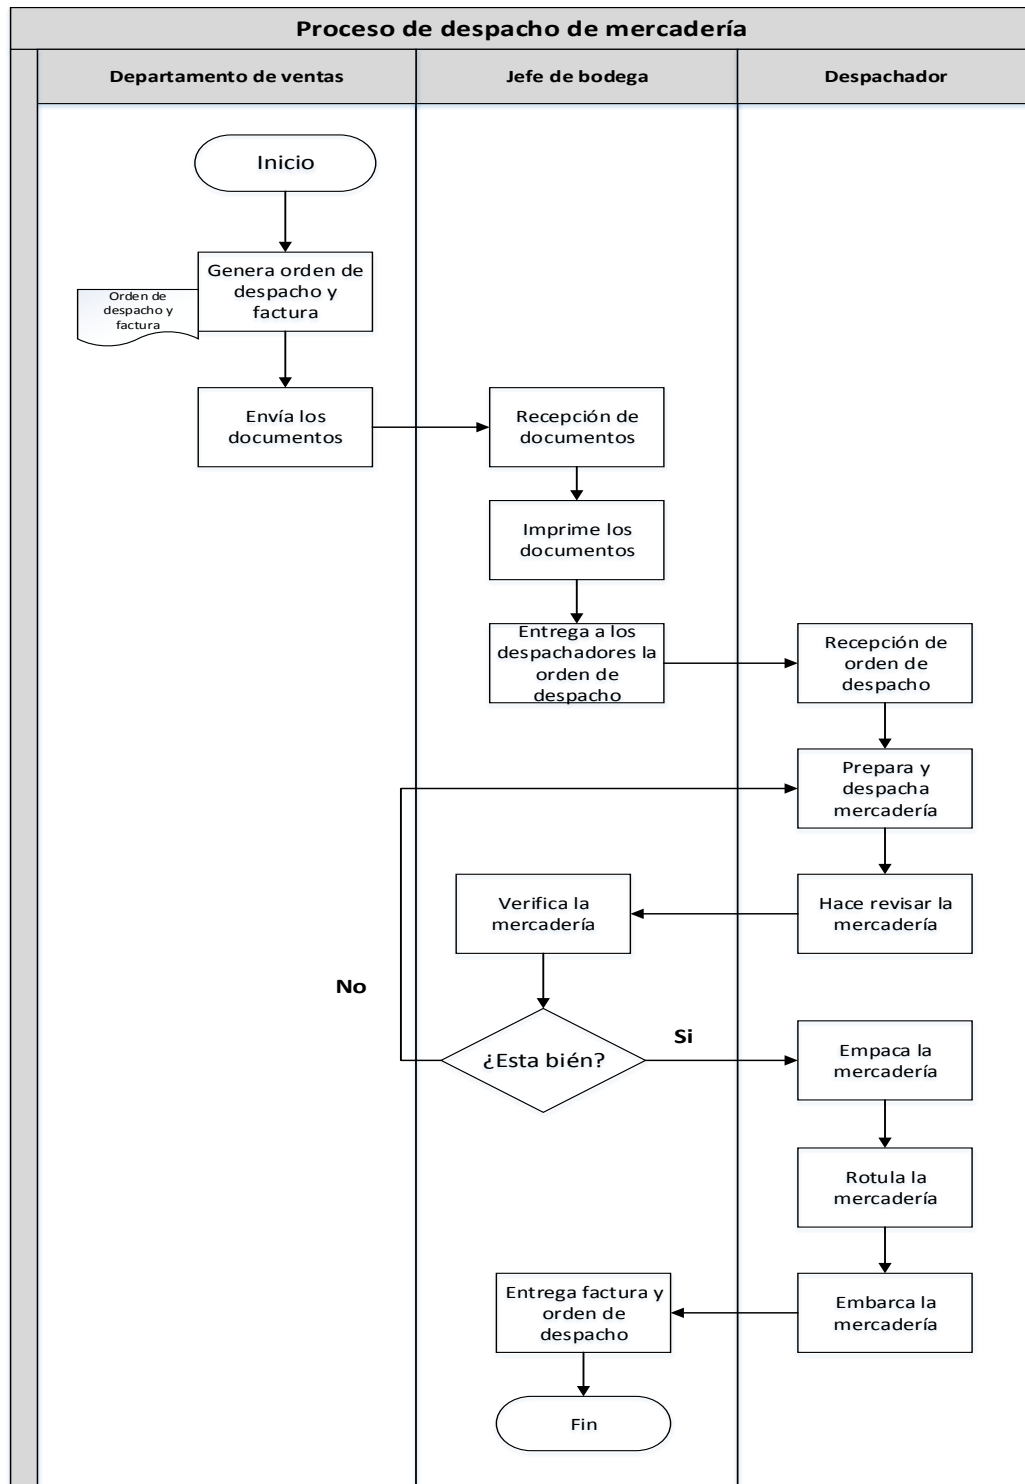 Proceso de despacho de mercadería
Departamento de ventas
Jefe de bodega
Despachador
Inicio
Genera orden de
despacho y
factura
Orden de
despacho y
factura
Envía los
documentos
Recepción de
documentos
Imprime los
documentos
Entrega a los
despachadores la
orden de
despacho
Recepción de
orden de
despacho
Prepara y
despacha
mercadería
Hace revisar la
mercadería
Verifica la
mercadería
No
¿Esta bién?
Si
Empaca la
mercadería
Rotula la
mercadería
Embarca la
mercadería
Entrega factura y
orden de
despacho
Fin